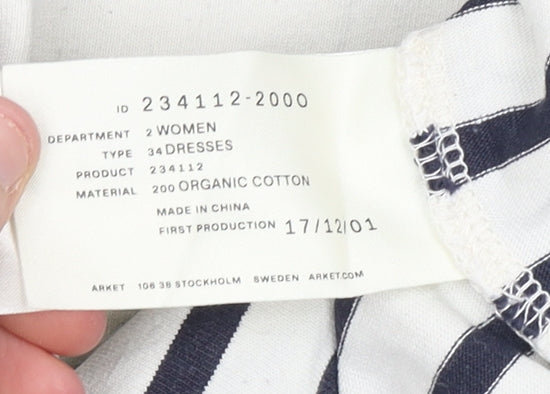 ID 234112-2000
DEPARTMENT 2 WOMEN
TYPE 34 DRESSES
PRODUCT 234112
MATERIAL 200 ORGANIC COTTON
MADE IN CHINA
FIRST PRODUCTION 17/12/01
ARKET 106 38 STOCKHOLM SWEDEN ARKET.COM